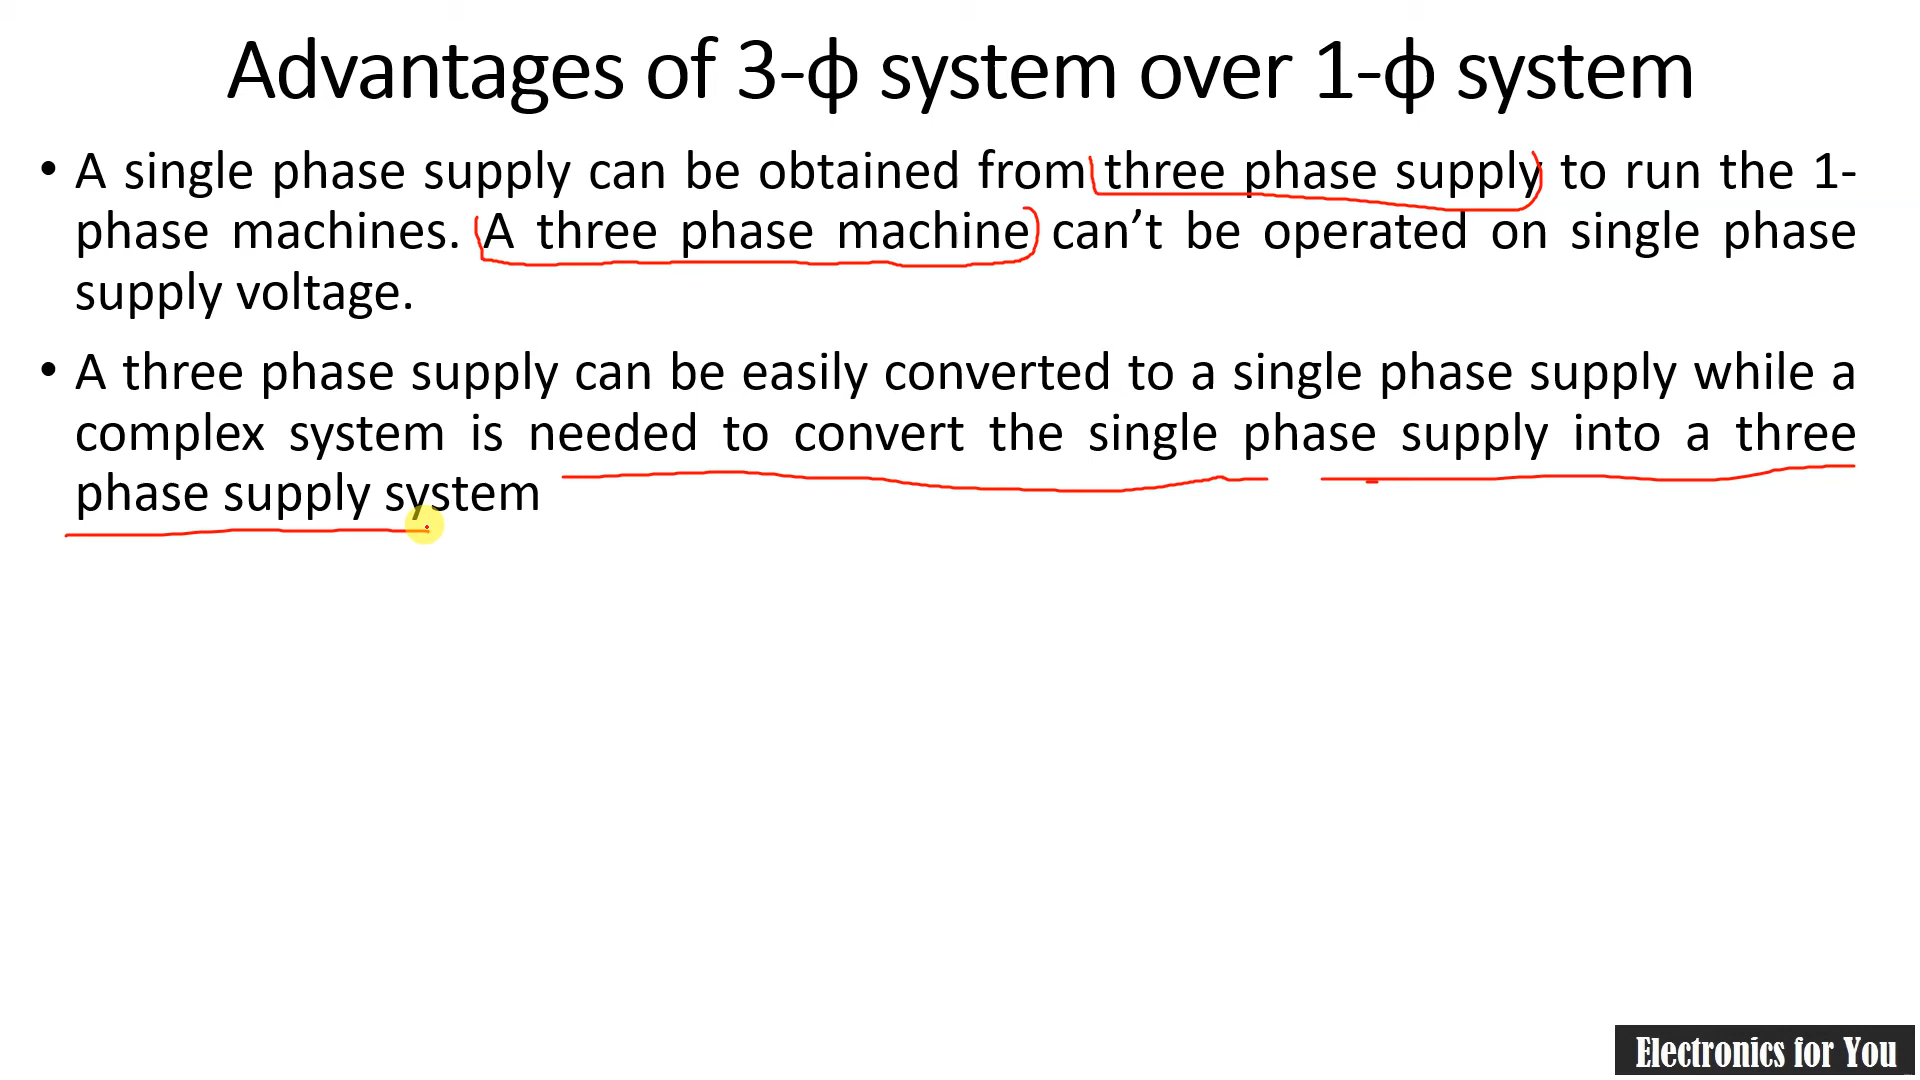 Advantages of 3-ф system over 1-ф system
• A single phase supply can be obtained from three phase supply to run the 1-
phase machines. A three phase machine can’t be operated on single phase
supply voltage.
• A three phase supply can be easily converted to a single phase supply while a
complex system is needed to convert the single phase supply into a three
phase supply system
Electronics for You